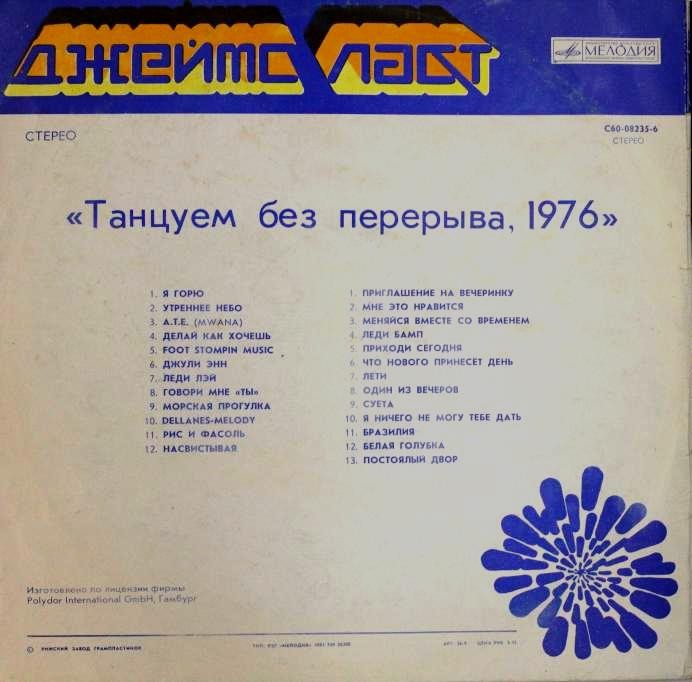 ДЖЕЙМС ЛАСТ
МЕЛОДИЯ
СТЕРЕО
С60-08235-6
СТЕРЕО
«Танцуем без перерыва, 1976»
1. Я ГОРЮ
2. УТРЕННЕЕ НЕБО
3. А.Т.Е. (MWANA)
4. ДЕЛАЙ КАК ХОЧЕШЬ
5. FOOT STOMPIN MUSIC
6. ДЖУЛИ ЭНН
7. ЛЕДИ ЛЭЙ
8. ГОВОРИ МНЕ «ТЫ»
9. МОРСКАЯ ПРОГУЛКА
10. DELLANES-MELODY
11. РИС И ФАСОЛЬ
12. НАСВИСТЫВАЯ
1. ПРИГЛАШЕНИЕ НА ВЕЧЕРИНКУ
2. МНЕ ЭТО НРАВИТСЯ
3. МЕНЯЙСЯ ВМЕСТЕ СО ВРЕМЕНЕМ
4. ЛЕДИ БАМП
5. ПРИХОДИ СЕГОДНЯ
6. ЧТО НОВОГО ПРИНЕСЁТ ДЕНЬ
7. ЛЕТИ
8. ОДИН ИЗ ВЕЧЕРОВ
9. СУЕТА
10. Я НИЧЕГО НЕ МОГУ ТЕБЕ ДАТЬ
11. БРАЗИЛИЯ
12. БЕЛАЯ ГОЛУБКА
13. ПОСТОЯЛЫЙ ДВОР
Изготовлено по лицензии фирмы
Polydor International GmbH, Гамбург
© РИЖСКИЙ ЗАВОД ГРАМПЛАСТИНОК